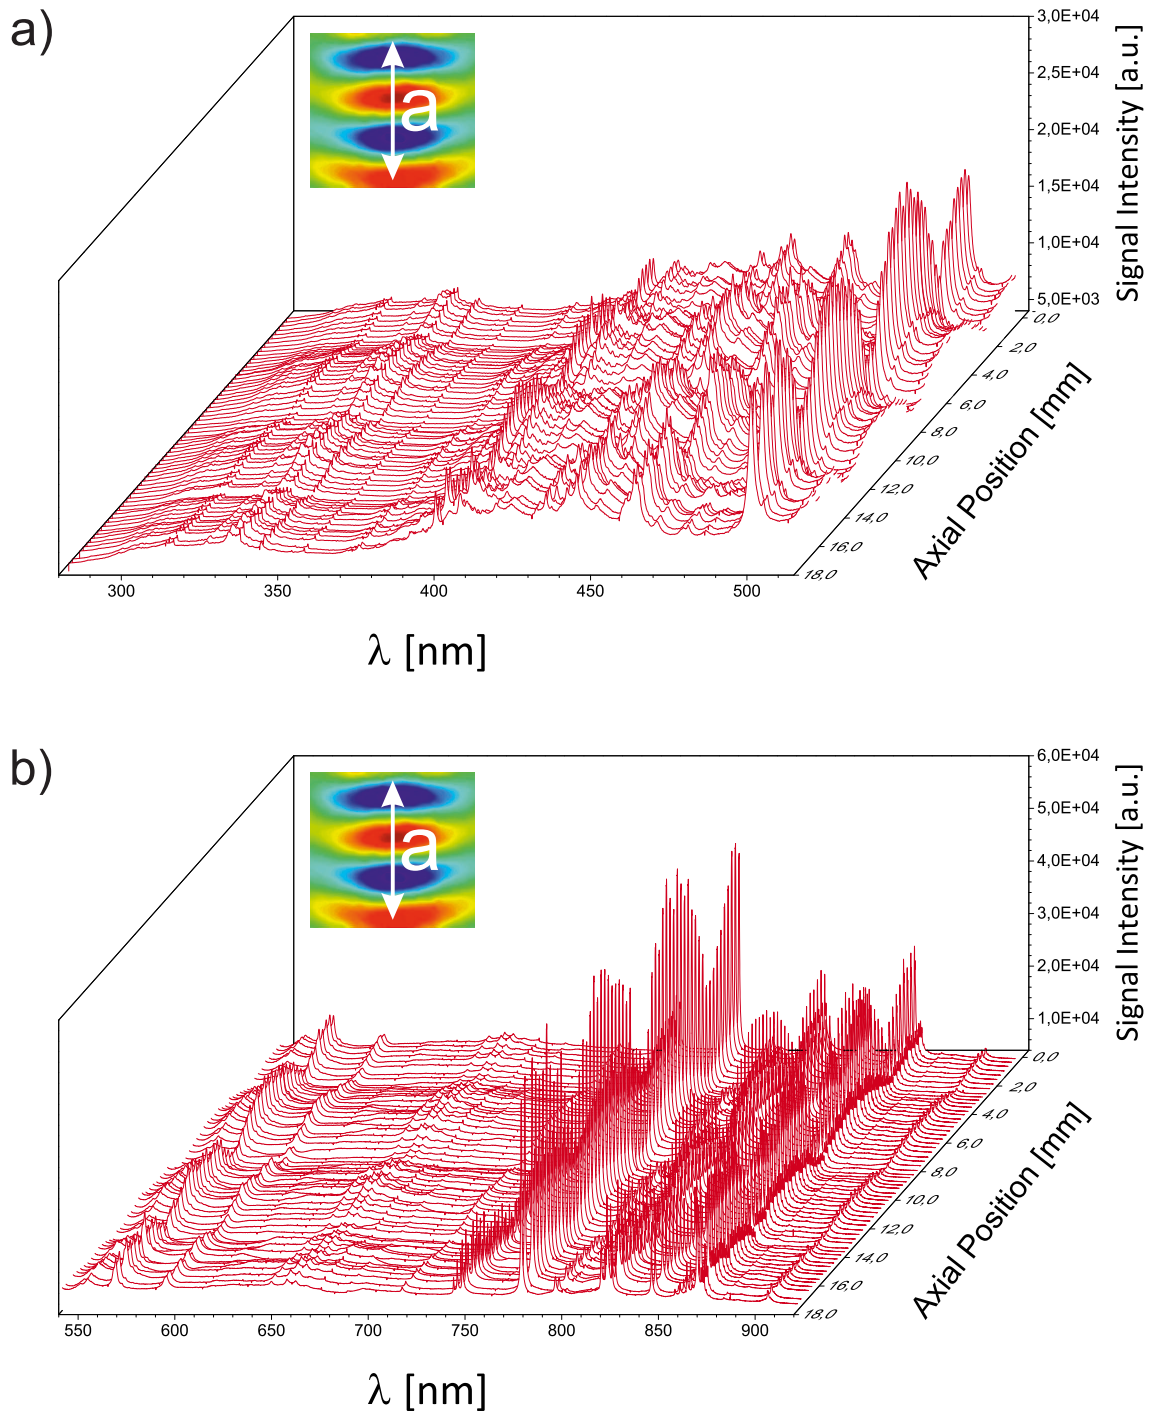 a)
a
3,0E+04
2,5E+04
2,0E+04
1,5E+04
1,0E+04
5,0E+03
Signal Intensity [a.u.]
0,0
2,0
4,0
6,0
8,0
10,0
12,0
14,0
16,0
18,0
Axial Position [mm]
300 350 400 450 500
λ [nm]
b)
a
6,0E+04
5,0E+04
4,0E+04
3,0E+04
2,0E+04
1,0E+04
Signal Intensity [a.u.]
0,0
2,0
4,0
6,0
8,0
10,0
12,0
14,0
16,0
18,0
Axial Position [mm]
550 600 650 700 750 800 850 900
λ [nm]